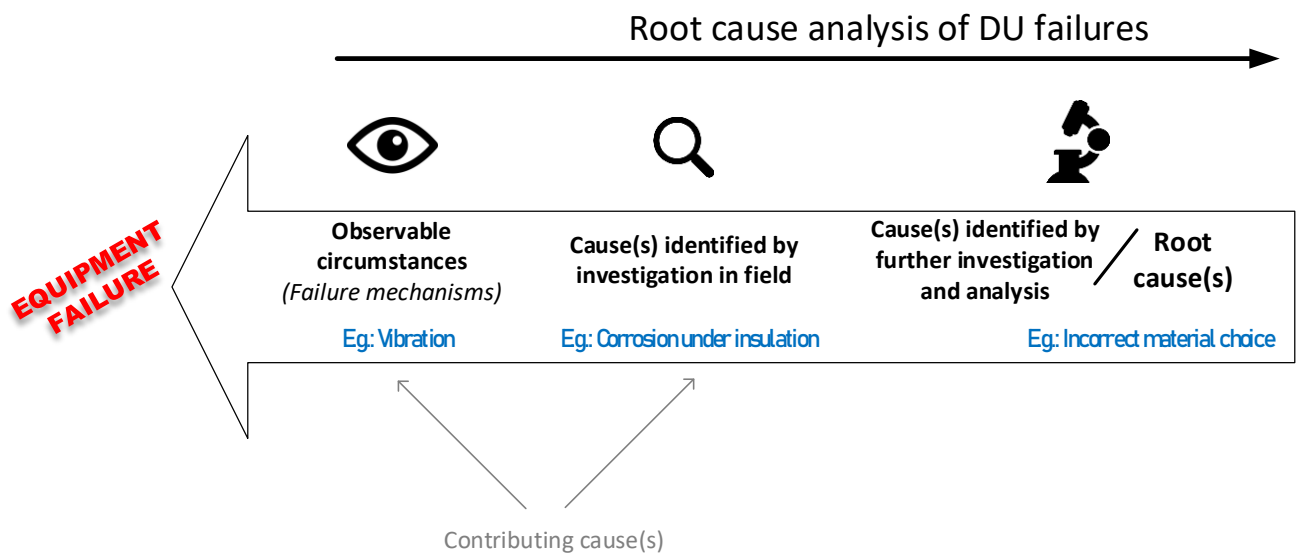 Root cause analysis of DU failures
EQUIPMENT
FAILURE
Observable
circumstances
(Failure mechanisms)
Eg.: Vibration
Cause(s) identified by
investigation in field
Eg.: Corrosion under insulation
Cause(s) identified by
further investigation
and analysis
/
Root
cause(s)
Eg.: Incorrect material choice
Contributing cause(s)